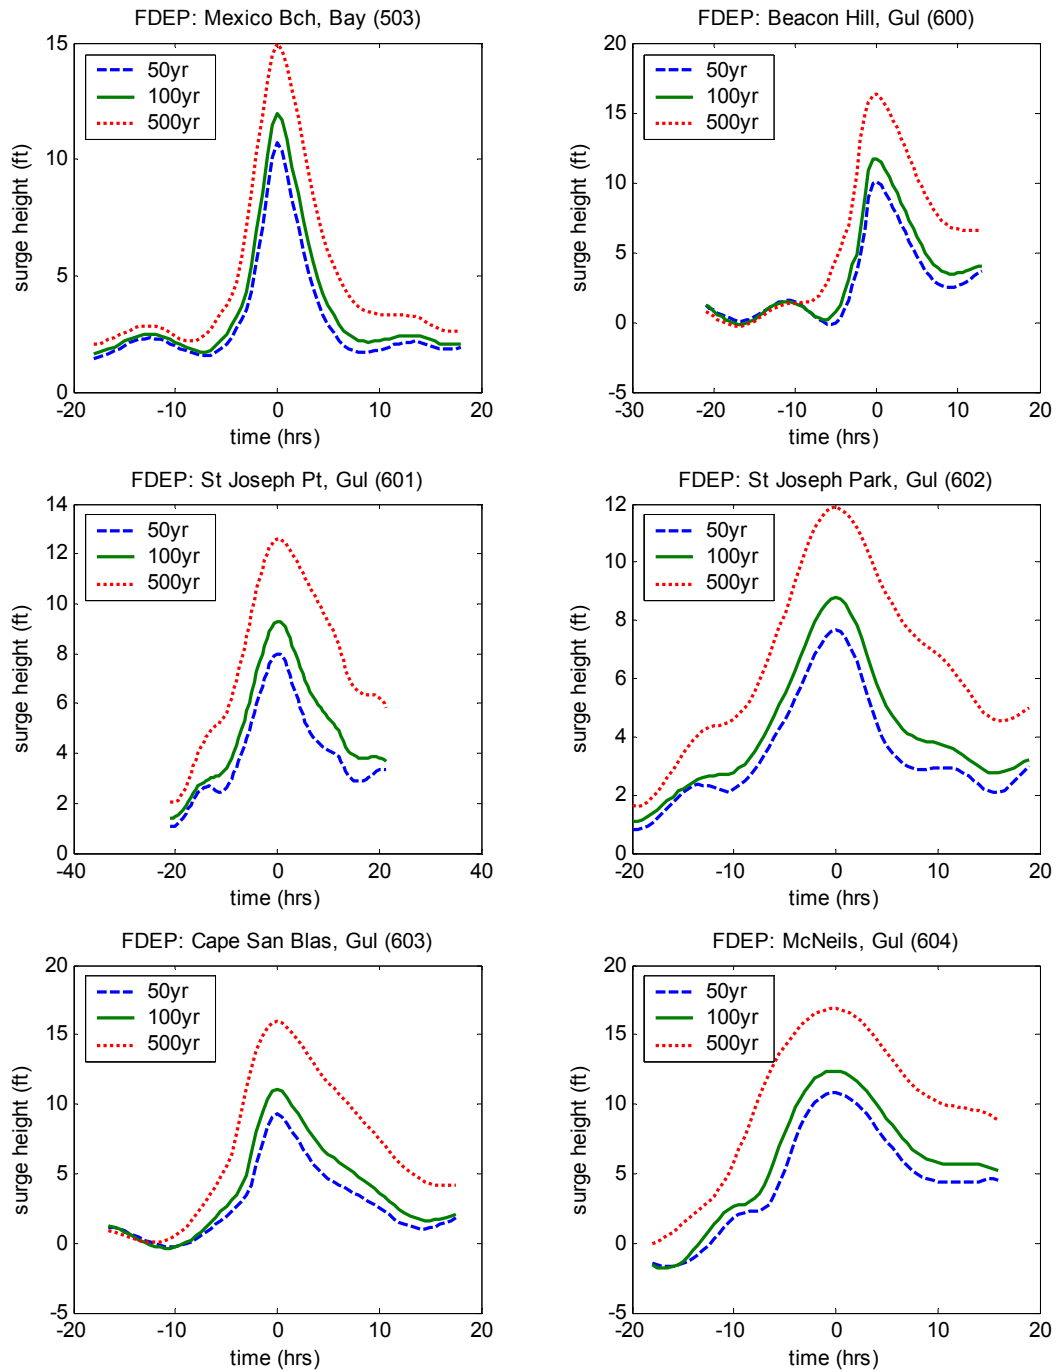 FDEP: Mexico Bch, Bay (503)
15
10
5
0
surge height (ft)
50yr
100yr
500yr
-20
-10
0
10
20
time (hrs)
FDEP: Beacon Hill, Gul (600)
20
15
10
5
0
-5
surge height (ft)
50yr
100yr
500yr
-30
-20
-10
0
10
20
time (hrs)
FDEP: St Joseph Pt, Gul (601)
14
12
10
8
6
4
2
0
surge height (ft)
50yr
100yr
500yr
-40
-20
0
20
40
time (hrs)
FDEP: St Joseph Park, Gul (602)
12
10
8
6
4
2
0
surge height (ft)
50yr
100yr
500yr
-20
-10
0
10
20
time (hrs)
FDEP: Cape San Blas, Gul (603)
20
15
10
5
0
-5
surge height (ft)
50yr
100yr
500yr
-20
-10
0
10
20
time (hrs)
FDEP: McNeils, Gul (604)
20
15
10
5
0
-5
surge height (ft)
50yr
100yr
500yr
-20
-10
0
10
20
time (hrs)